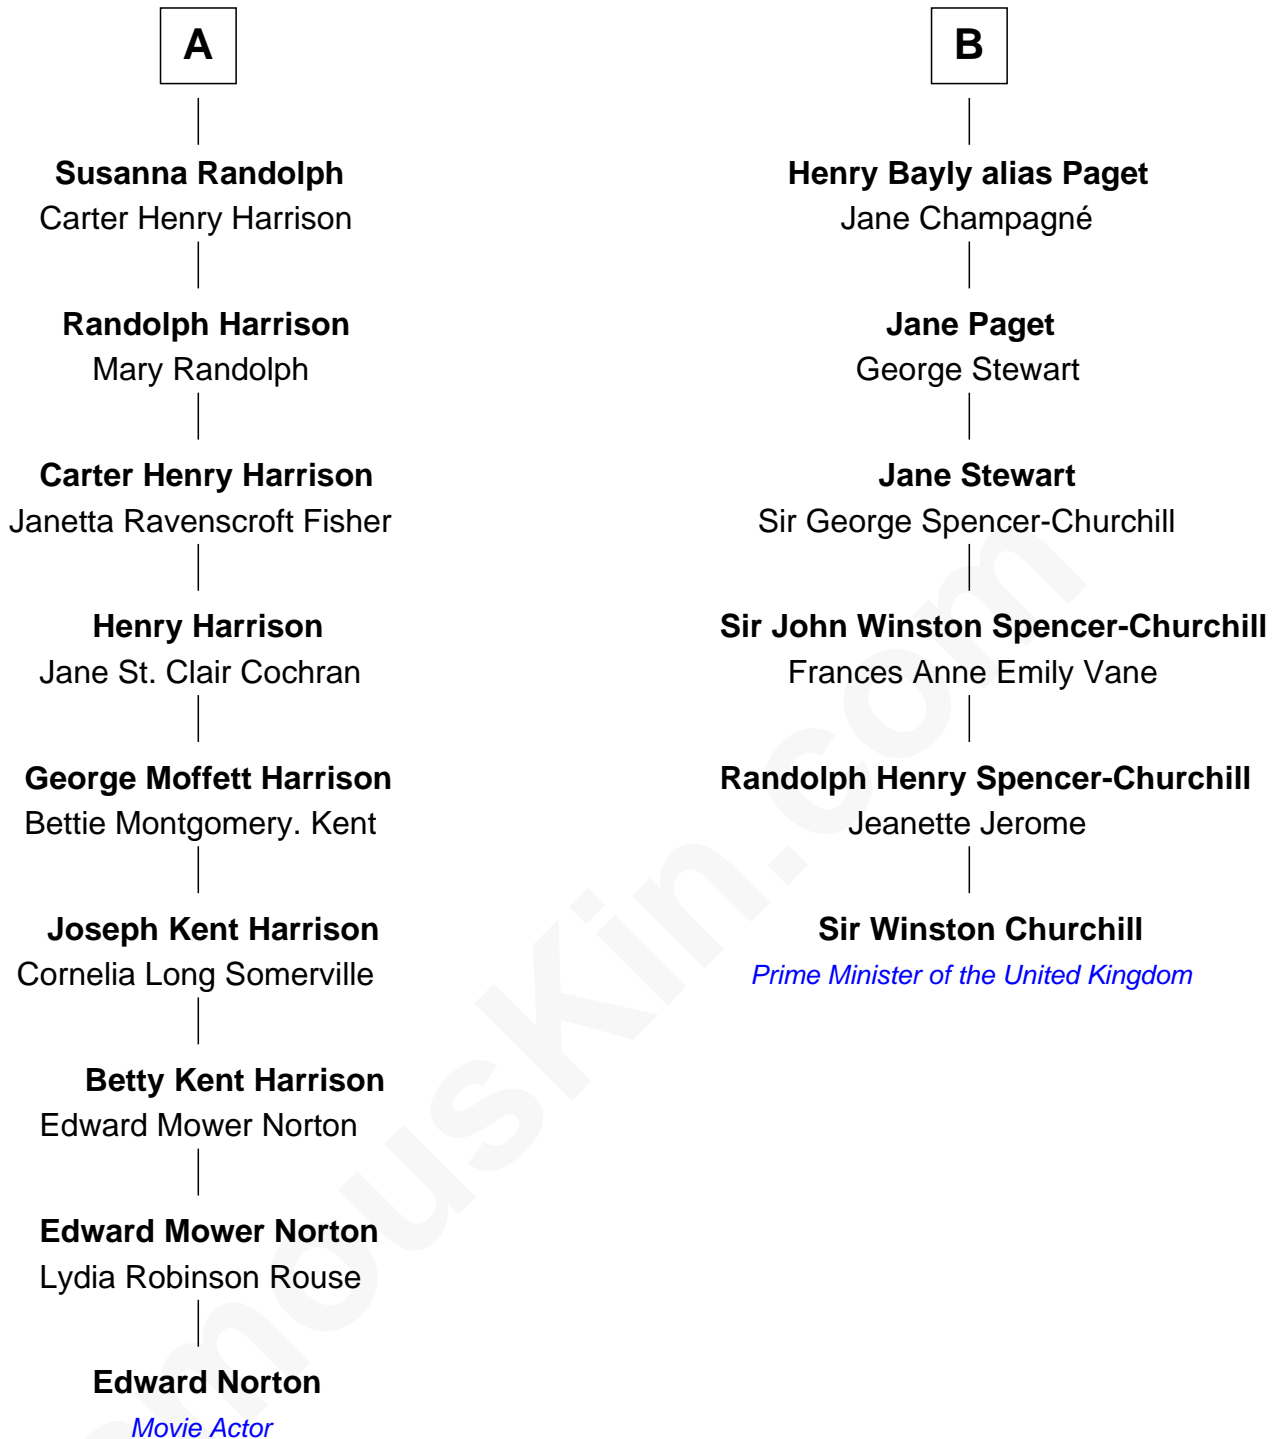 A
Susanna Randolph
Carter Henry Harrison
Randolph Harrison
Mary Randolph
Carter Henry Harrison
Janetta Ravenscroft Fisher
Henry Harrison
Jane St. Clair Cochran
George Moffett Harrison
Bettie Montgomery. Kent
Joseph Kent Harrison
Cornelia Long Somerville
Betty Kent Harrison
Edward Mower Norton
Edward Mower Norton
Lydia Robinson Rouse
Edward Norton
Movie Actor
B
Henry Bayly alias Paget
Jane Champagné
Jane Paget
George Stewart
Jane Stewart
Sir George Spencer-Churchill
Sir John Winston Spencer-Churchill
Frances Anne Emily Vane
Randolph Henry Spencer-Churchill
Jeanette Jerome
Sir Winston Churchill
Prime Minister of the United Kingdom
mousKin.com